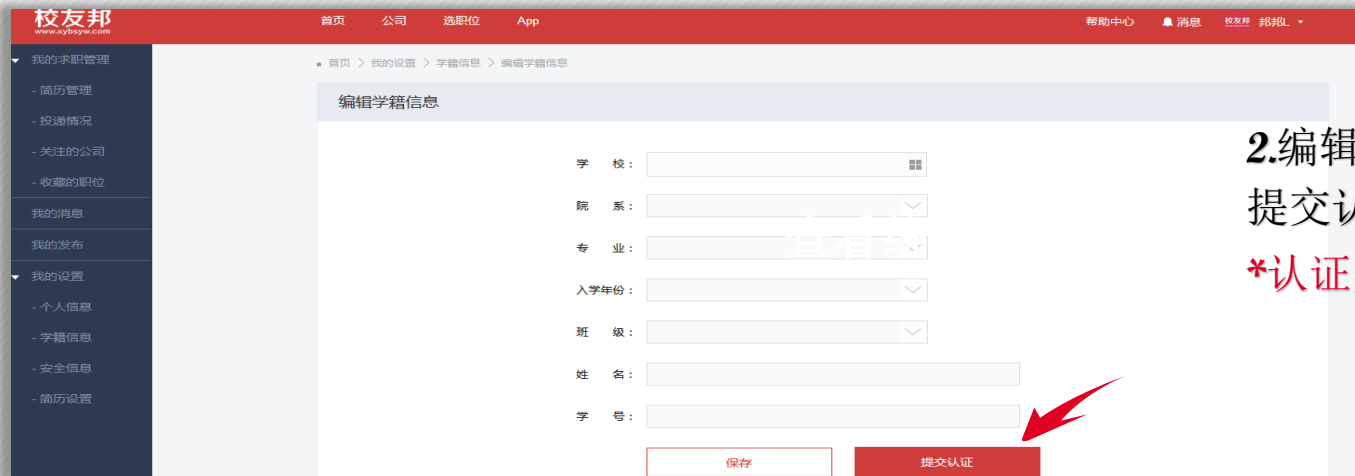 校友邦
www.xybsyw.com
首页 公司 选职位 App 帮助中心 消息 校友邦 邦邦L
我的求职管理
- 简历管理
- 投递情况
- 关注的公司
- 收藏的职位
我的消息
我的发布
我的设置
- 个人信息
- 学籍信息
- 安全信息
- 简历设置
首页 > 我的设置 > 学籍信息 > 编辑学籍信息
编辑学籍信息
学 校：
院 系：
专 业：
入学年份：
班 级：
姓 名：
学 号：
保存 提交认证
查看
2.编辑
提交认
*认证